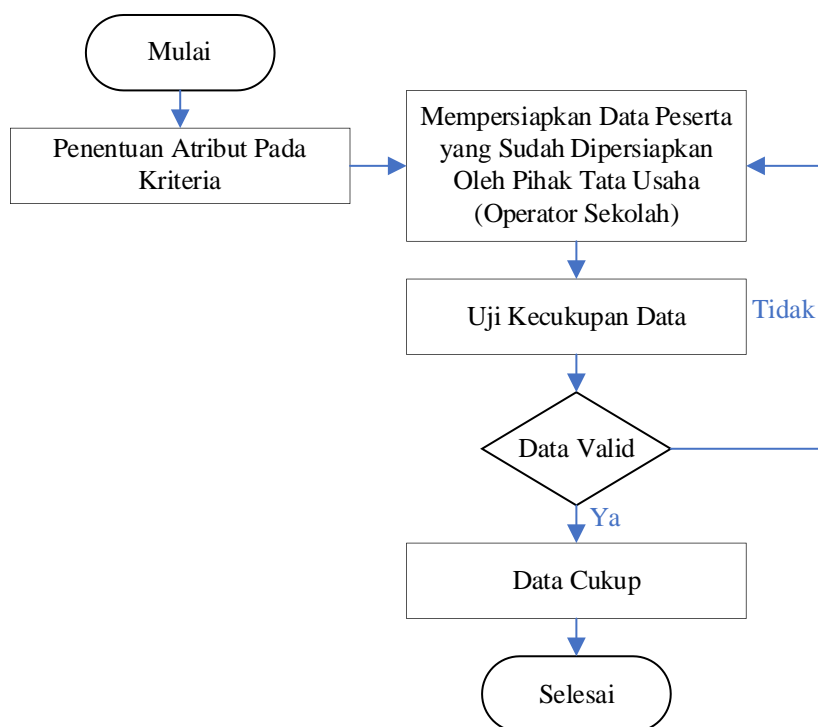 Mulai
Penentuan Atribut Pada
Kriteria
Mempersiapkan Data Peserta
yang Sudah Dipersiapkan
Oleh Pihak Tata Usaha
(Operator Sekolah)
Uji Kecukupan Data
Tidak
Data Valid
Ya
Data Cukup
Selesai